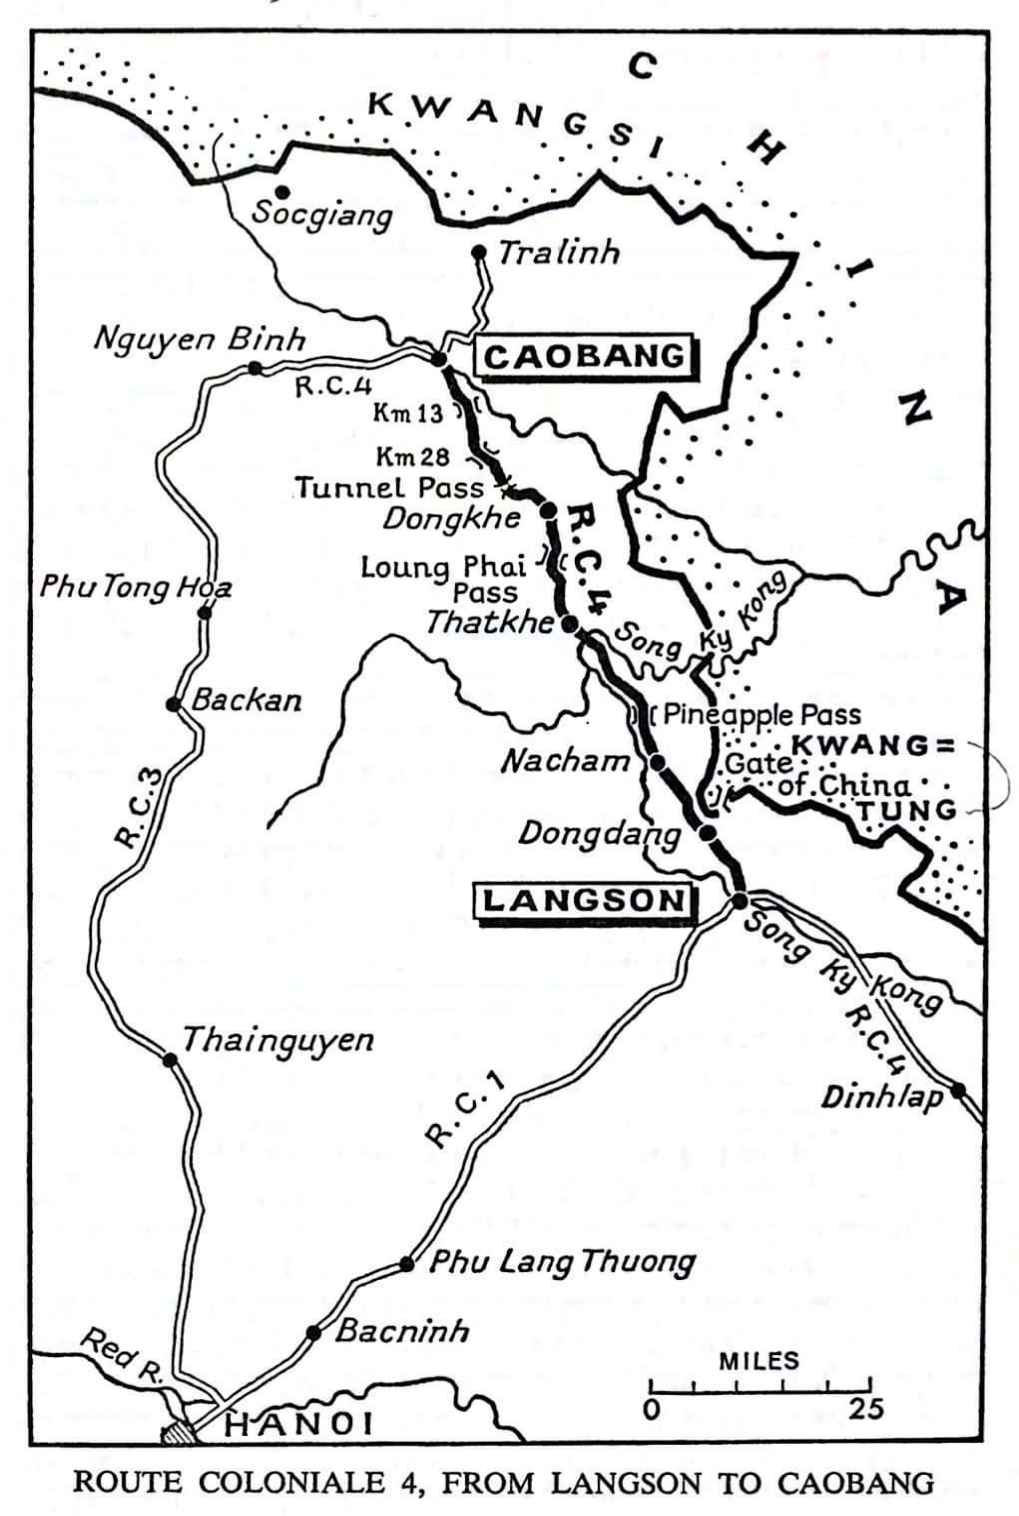 CHINA
KWANGSI
Socgiang
Tralinh
Nguyen Binh
CAOBANG
R.C.4
Km 13
Km 28
Tunnel Pass
Dongkhe
R.C.4
Loung Phai
Pass
Phu Tong Hoa
Thatkhe
Song Ky Kong
Backan
Pineapple Pass
KWANG=
TUNG
Nacham
Gate
of China
R.C.3
Dongdang
LANGSON
Song Ky Kong
R.C.4
Thainguyen
Dinhlap
R.C.1
Phu Lang Thuong
Bacninh
Red R.
MILES
0 25
HANOI
ROUTE COLONIALE 4, FROM LANGSON TO CAOBANG